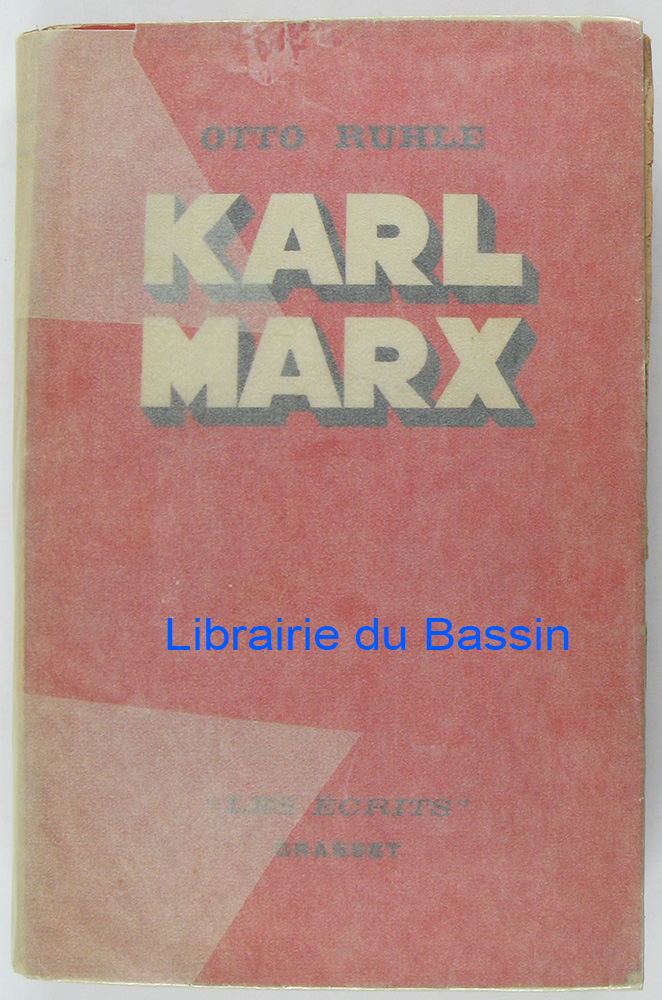 OTTO RUHLE
KARL
MARX
Librairie du Bassin
"LES ECRITS"
GRASSET